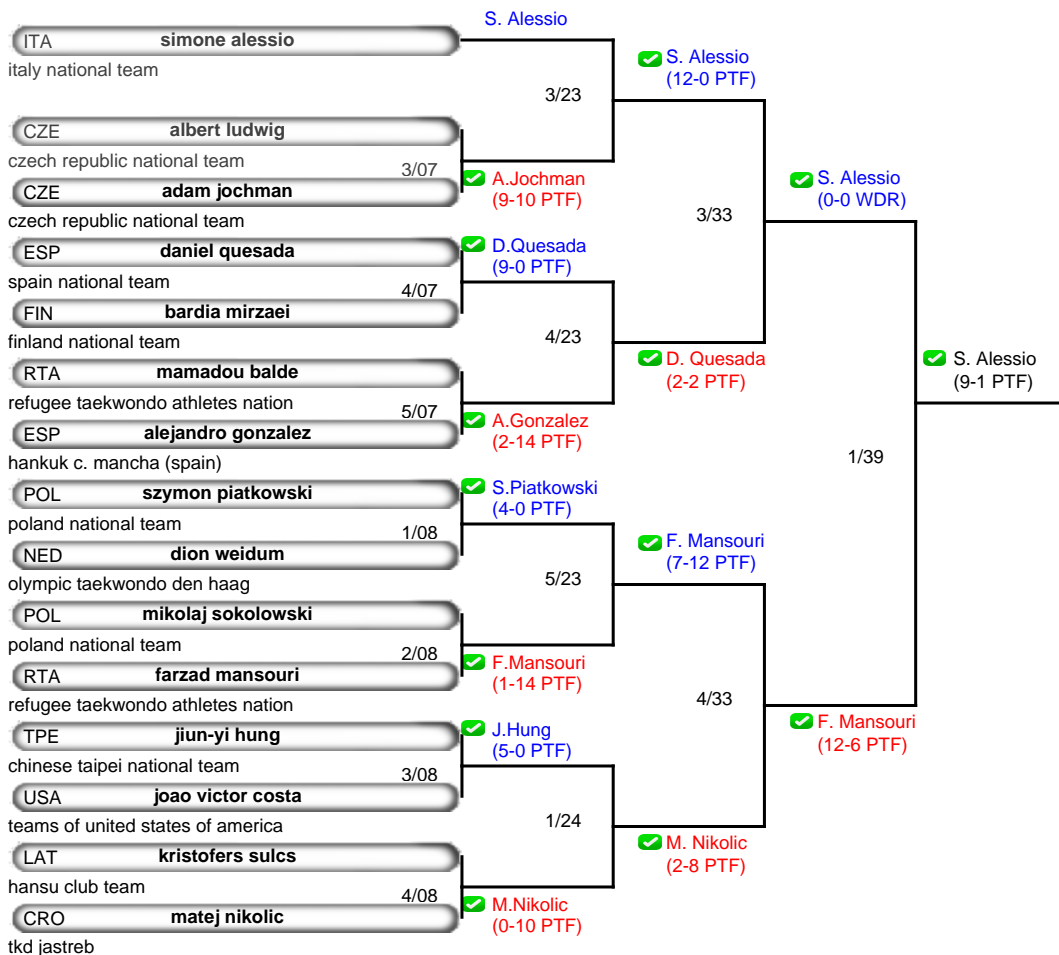 S. Alessio
ITA simone alessio
italy national team
S. Alessio
(12-0 PTF)
3/23
CZE albert ludwig
czech republic national team
3/07
A.Jochman
(9-10 PTF)
CZE adam jochman
czech republic national team
S. Alessio
(0-0 WDR)
3/33
ESP daniel quesada
D.Quesada
(9-0 PTF)
spain national team
4/07
FIN bardia mirzaei
finland national team
4/23
D. Quesada
(2-2 PTF)
S. Alessio
(9-1 PTF)
RTA mamadou balde
refugee taekwondo athletes nation
5/07
A.Gonzalez
(2-14 PTF)
ESP alejandro gonzalez
hankuk c. mancha (spain)
1/39
POL szymon piatkowski
S.Piatkowski
(4-0 PTF)
poland national team
1/08
NED dion weidum
olympic taekwondo den haag
F. Mansouri
(7-12 PTF)
5/23
POL mikolaj sokolowski
poland national team
2/08
F.Mansouri
(1-14 PTF)
RTA farzad mansouri
refugee taekwondo athletes nation
4/33
F. Mansouri
(12-6 PTF)
TPE jiun-yi hung
J.Hung
(5-0 PTF)
chinese taipei national team
3/08
USA joao victor costa
teams of united states of america
1/24
M. Nikolic
(2-8 PTF)
LAT kristofers sulcs
hansu club team
4/08
M.Nikolic
(0-10 PTF)
CRO matej nikolic
tkd jastreb